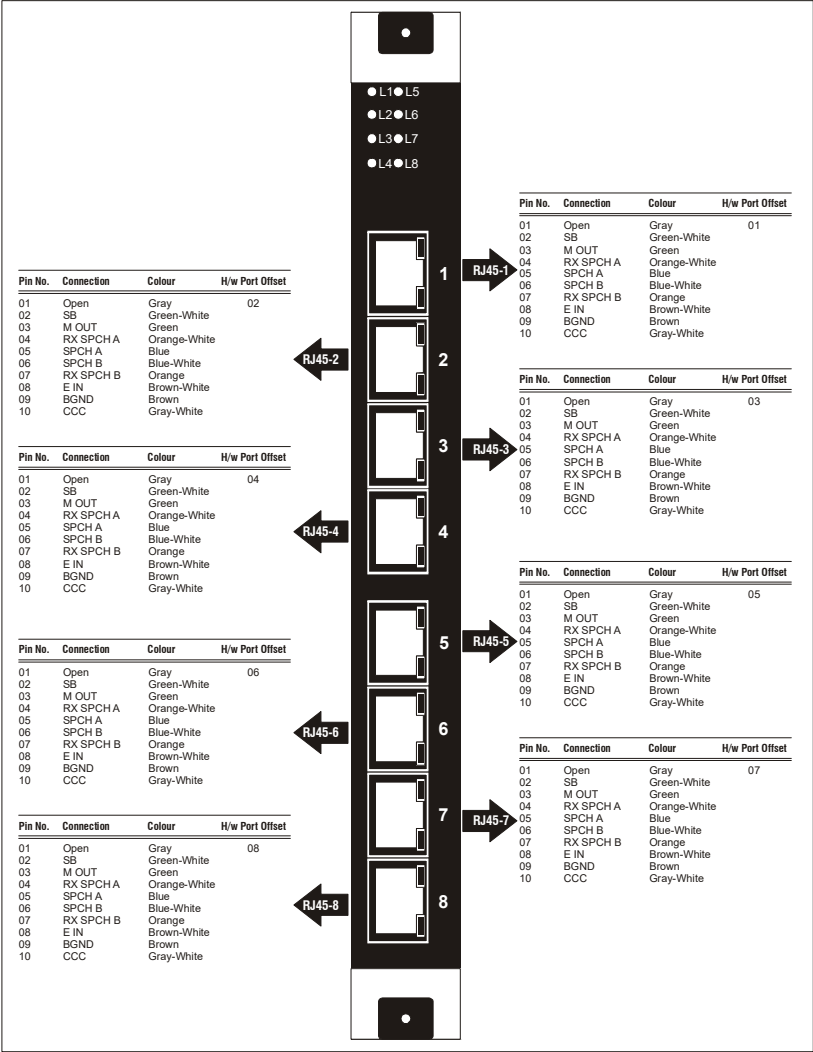 L1 L5
L2 L6
L3 L7
L4 L8
Pin No. Connection Colour H/w Port Offset
01 Open Gray 01
02 SB Green-White
03 M OUT Green
04 RX SPCH A Orange-White
05 SPCH A Blue
06 SPCH B Blue-White
07 RX SPCH B Orange
08 E IN Brown-White
09 BGND Brown
10 CCC Gray-White
1 RJ45-1
Pin No. Connection Colour H/w Port Offset
01 Open Gray 02
02 SB Green-White
03 M OUT Green
04 RX SPCH A Orange-White
05 SPCH A Blue
06 SPCH B Blue-White
07 RX SPCH B Orange
08 E IN Brown-White
09 BGND Brown
10 CCC Gray-White
RJ45-2 2
Pin No. Connection Colour H/w Port Offset
01 Open Gray 03
02 SB Green-White
03 M OUT Green
04 RX SPCH A Orange-White
05 SPCH A Blue
06 SPCH B Blue-White
07 RX SPCH B Orange
08 E IN Brown-White
09 BGND Brown
10 CCC Gray-White
3 RJ45-3
Pin No. Connection Colour H/w Port Offset
01 Open Gray 04
02 SB Green-White
03 M OUT Green
04 RX SPCH A Orange-White
05 SPCH A Blue
06 SPCH B Blue-White
07 RX SPCH B Orange
08 E IN Brown-White
09 BGND Brown
10 CCC Gray-White
RJ45-4 4
Pin No. Connection Colour H/w Port Offset
01 Open Gray 05
02 SB Green-White
03 M OUT Green
04 RX SPCH A Orange-White
05 SPCH A Blue
06 SPCH B Blue-White
07 RX SPCH B Orange
08 E IN Brown-White
09 BGND Brown
10 CCC Gray-White
5 RJ45-5
Pin No. Connection Colour H/w Port Offset
01 Open Gray 06
02 SB Green-White
03 M OUT Green
04 RX SPCH A Orange-White
05 SPCH A Blue
06 SPCH B Blue-White
07 RX SPCH B Orange
08 E IN Brown-White
09 BGND Brown
10 CCC Gray-White
RJ45-6 6
Pin No. Connection Colour H/w Port Offset
01 Open Gray 07
02 SB Green-White
03 M OUT Green
04 RX SPCH A Orange-White
05 SPCH A Blue
06 SPCH B Blue-White
07 RX SPCH B Orange
08 E IN Brown-White
09 BGND Brown
10 CCC Gray-White
7 RJ45-7
Pin No. Connection Colour H/w Port Offset
01 Open Gray 08
02 SB Green-White
03 M OUT Green
04 RX SPCH A Orange-White
05 SPCH A Blue
06 SPCH B Blue-White
07 RX SPCH B Orange
08 E IN Brown-White
09 BGND Brown
10 CCC Gray-White
RJ45-8 8